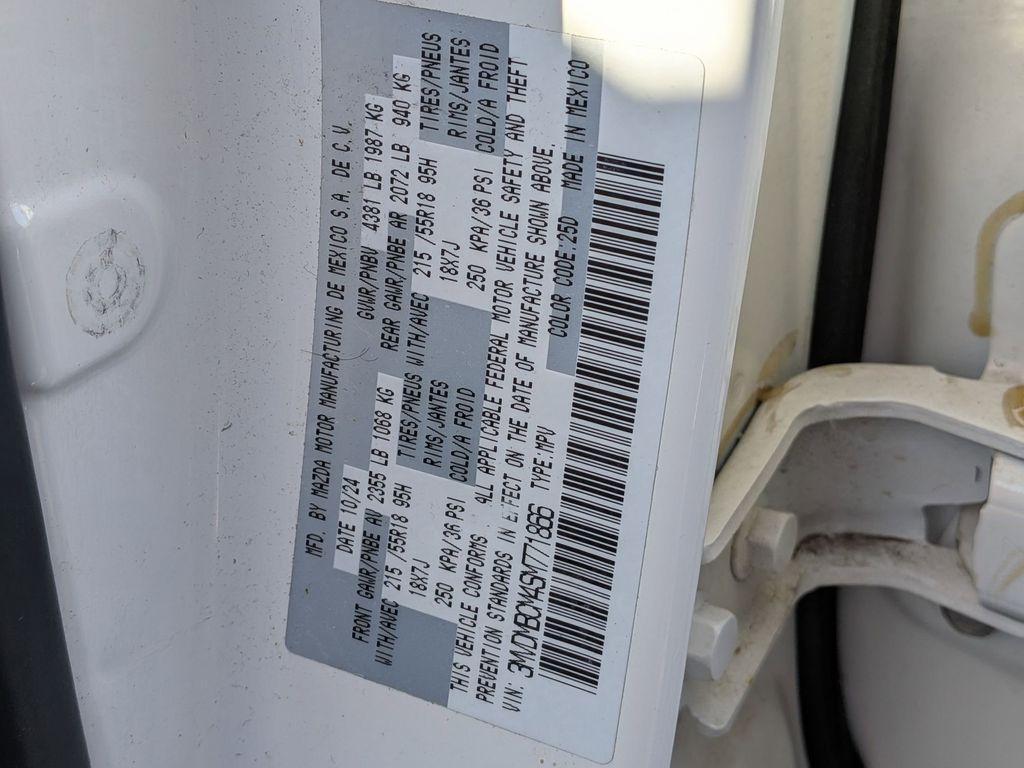 MFD. BY MAZDA MOTOR MANUFACTURING DE MEXICO S.A. DE C.V.
DATE 10/24 GVWR/PNBV 4381 LB 1987 KG
FRONT GAWR/PNBE AV 2355 LB 1068 KG REAR GAWR/PNBE AR 2072 LB 940 KG
WITH/AVEC 215 /55R18 95H TIRES/PNEUS WITH/AVEC 215 /55R18 95H TIRES/PNEUS
18X7J RIMS/JANTES 18X7J RIMS/JANTES
250 KPA/36 PSI COLD/A FROID 250 KPA/36 PSI COLD/A FROID
THIS VEHICLE CONFORMS ALL APPLICABLE FEDERAL MOTOR VEHICLE SAFETY AND THEFT
PREVENTION STANDARDS IN EFFECT ON THE DATE OF MANUFACTURE SHOWN ABOVE.
VIN: 3MVDMBCM4SM771866 TYPE:MPV COLOR CODE:25D MADE IN MEXICO